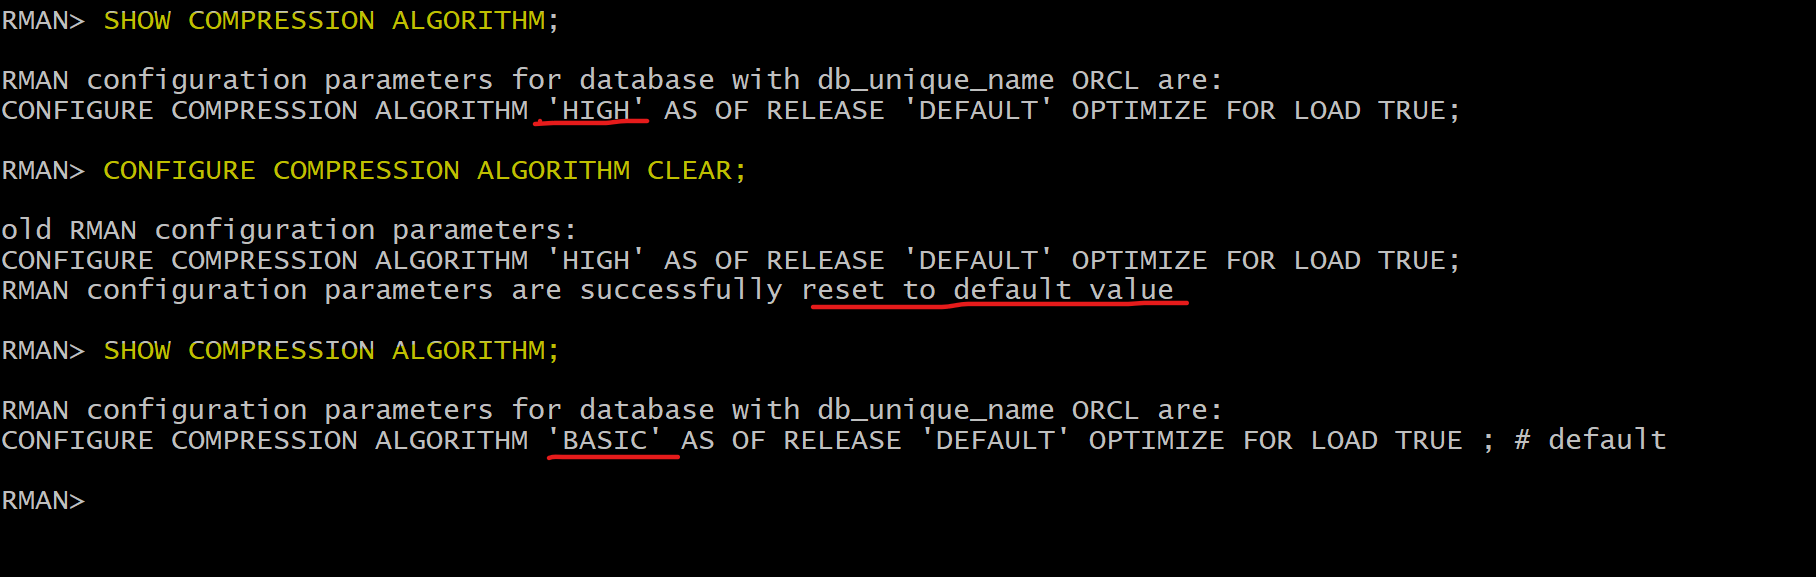 RMAN> SHOW COMPRESSION ALGORITHM;
RMAN configuration parameters for database with db_unique_name ORCL are:
CONFIGURE COMPRESSION ALGORITHM 'HIGH' AS OF RELEASE 'DEFAULT' OPTIMIZE FOR LOAD TRUE;
RMAN> CONFIGURE COMPRESSION ALGORITHM CLEAR;
old RMAN configuration parameters:
CONFIGURE COMPRESSION ALGORITHM 'HIGH' AS OF RELEASE 'DEFAULT' OPTIMIZE FOR LOAD TRUE;
RMAN configuration parameters are successfully reset to default value
RMAN> SHOW COMPRESSION ALGORITHM;
RMAN configuration parameters for database with db_unique_name ORCL are:
CONFIGURE COMPRESSION ALGORITHM 'BASIC' AS OF RELEASE 'DEFAULT' OPTIMIZE FOR LOAD TRUE ; # default
RMAN>